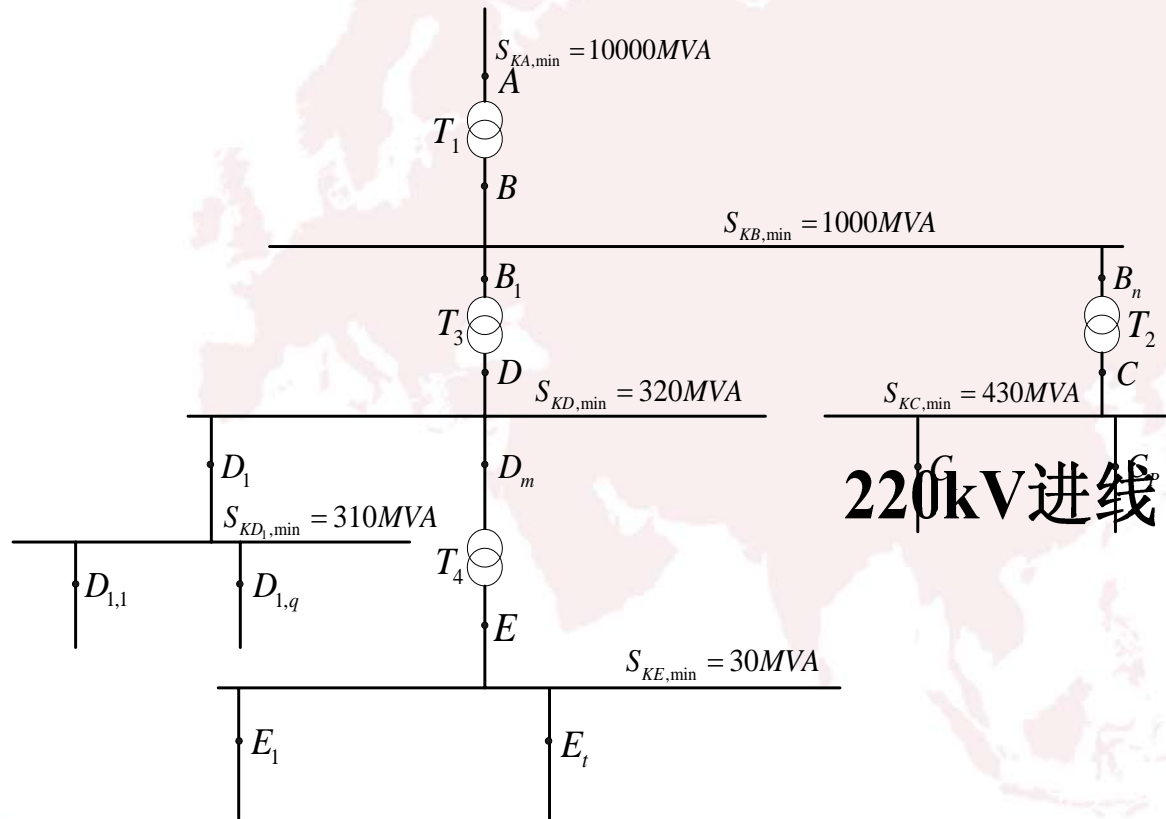 S_{KA,min} = 10000MVA
A
T_1
B
S_{KB,min} = 1000MVA
B_1
B_n
T_3
T_2
D
C
S_{KD,min} = 320MVA
S_{KC,min} = 430MVA
D_1
D_m
220kV进线
S_{KD_1,min} = 310MVA
T_4
D_{1,1}
D_{1,q}
E
S_{KE,min} = 30MVA
E_1
E_t